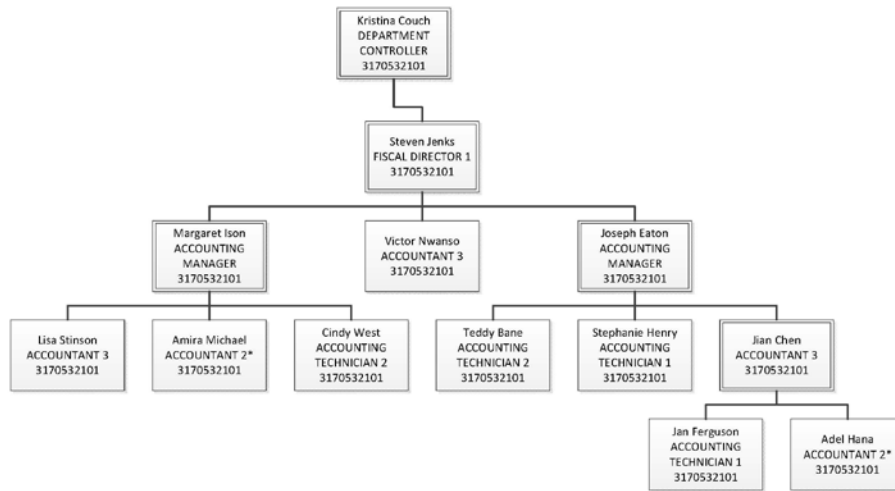 Kristina Couch
DEPARTMENT
CONTROLLER
3170532101
Steven Jenks
FISCAL DIRECTOR 1
3170532101
Margaret Ison
ACCOUNTING
MANAGER
3170532101
Victor Nwanso
ACCOUNTANT 3
3170532101
Joseph Eaton
ACCOUNTING
MANAGER
3170532101
Lisa Stinson
ACCOUNTANT 3
3170532101
Amira Michael
ACCOUNTANT 2*
3170532101
Cindy West
ACCOUNTING
TECHNICIAN 2
3170532101
Teddy Bane
ACCOUNTING
TECHNICIAN 2
3170532101
Stephanie Henry
ACCOUNTING
TECHNICIAN 1
3170532101
Jian Chen
ACCOUNTANT 3
3170532101
Jan Ferguson
ACCOUNTING
TECHNICIAN 1
3170532101
Adel Hana
ACCOUNTANT 2*
3170532101